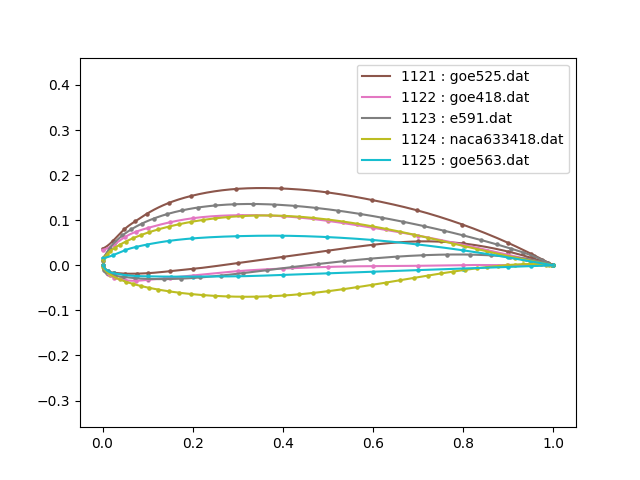 0.4
0.3
0.2
0.1
0.0
−0.1
−0.2
−0.3
0.0 0.2 0.4 0.6 0.8 1.0
1121 : goe525.dat
1122 : goe418.dat
1123 : e591.dat
1124 : naca633418.dat
1125 : goe563.dat